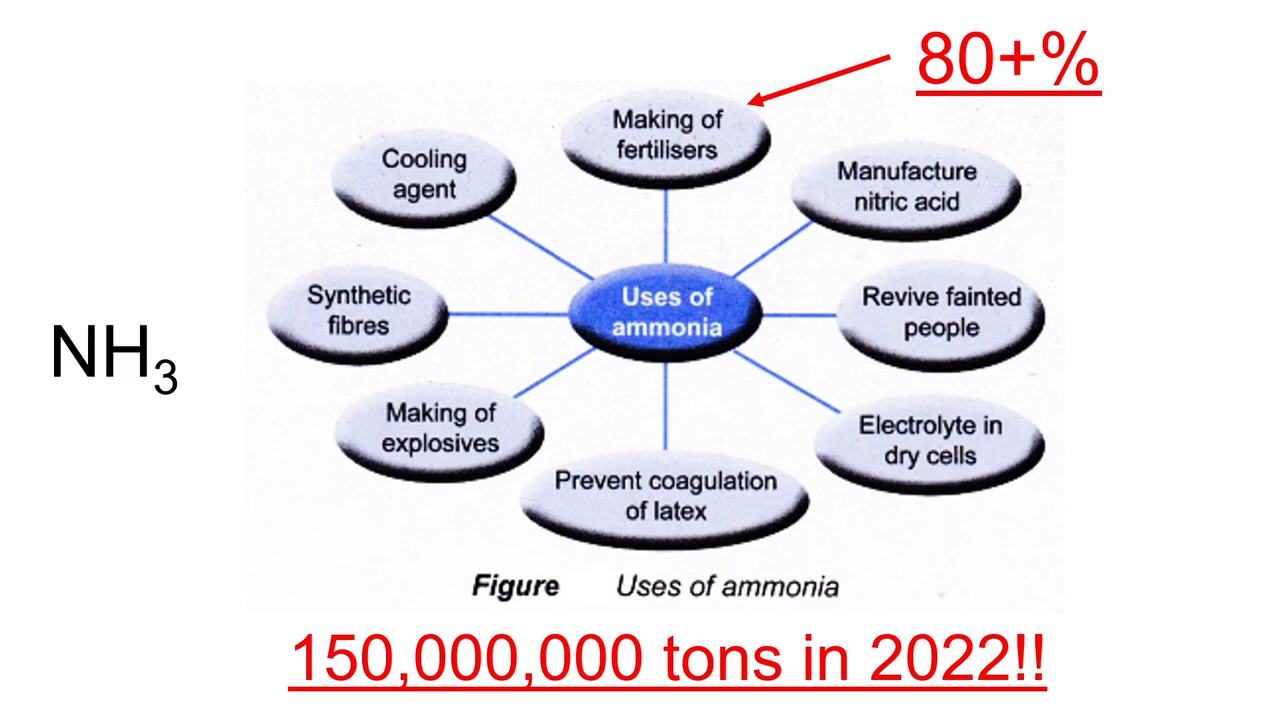 80+%
Making of
fertilisers
Cooling
agent
Manufacture
nitric acid
Synthetic
fibres
Uses of
ammonia
Revive fainted
people
NH₃
Making of
explosives
Electrolyte in
dry cells
Prevent coagulation
of latex
Figure Uses of ammonia
150,000,000 tons in 2022!!